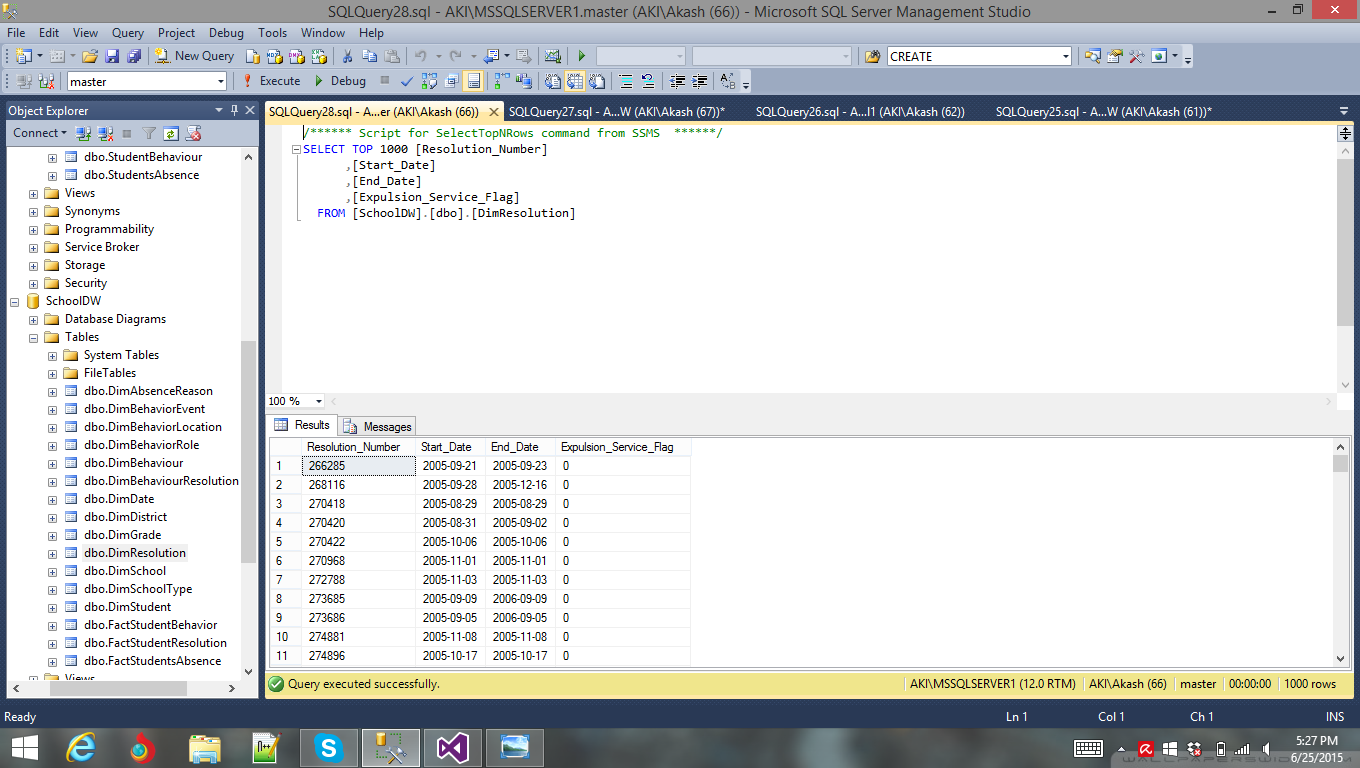 SQLQuery28.sql - AKI\MSSQLSERVER1.master (AKI\Akash (66)) - Microsoft SQL Server Management Studio
File Edit View Query Project Debug Tools Window Help
New Query CREATE
master Execute Debug
Object Explorer
Connect
dbo.StudentBehaviour
dbo.StudentsAbsence
Views
Synonyms
Programmability
Service Broker
Storage
Security
SchoolDW
Database Diagrams
Tables
System Tables
FileTables
dbo.DimAbsenceReason
dbo.DimBehaviorEvent
dbo.DimBehaviorLocation
dbo.DimBehaviorRole
dbo.DimBehaviour
dbo.DimBehaviourResolution
dbo.DimDate
dbo.DimDistrict
dbo.DimGrade
dbo.DimResolution
dbo.DimSchool
dbo.DimSchoolType
dbo.DimStudent
dbo.FactStudentBehavior
dbo.FactStudentResolution
dbo.FactStudentsAbsence
Views
SQLQuery28.sql - A...er (AKI\Akash (66)) SQLQuery27.sql - A...W (AKI\Akash (67))* SQLQuery26.sql - A...l1 (AKI\Akash (62)) SQLQuery25.sql - A...W (AKI\Akash (61))*
/****** Script for SelectTopNRows command from SSMS ******/
SELECT TOP 1000 [Resolution_Number]
,[Start_Date]
,[End_Date]
,[Expulsion_Service_Flag]
FROM [SchoolDW].[dbo].[DimResolution]
100 %
Results Messages
Resolution_Number Start_Date End_Date Expulsion_Service_Flag
1 266285 2005-09-21 2005-09-23 0
2 268116 2005-09-28 2005-12-16 0
3 270418 2005-08-29 2005-08-29 0
4 270420 2005-08-31 2005-09-02 0
5 270422 2005-10-06 2005-10-06 0
6 270968 2005-11-01 2005-11-01 0
7 272788 2005-11-03 2005-11-03 0
8 273685 2005-09-09 2006-09-09 0
9 273686 2005-09-05 2006-09-05 0
10 274881 2005-11-08 2005-11-08 0
11 274896 2005-10-17 2005-10-17 0
Query executed successfully. AKI\MSSQLSERVER1 (12.0 RTM) AKI\Akash (66) master 00:00:00 1000 rows
Ready Ln 1 Col 1 Ch 1 INS
5:27 PM
6/25/2015